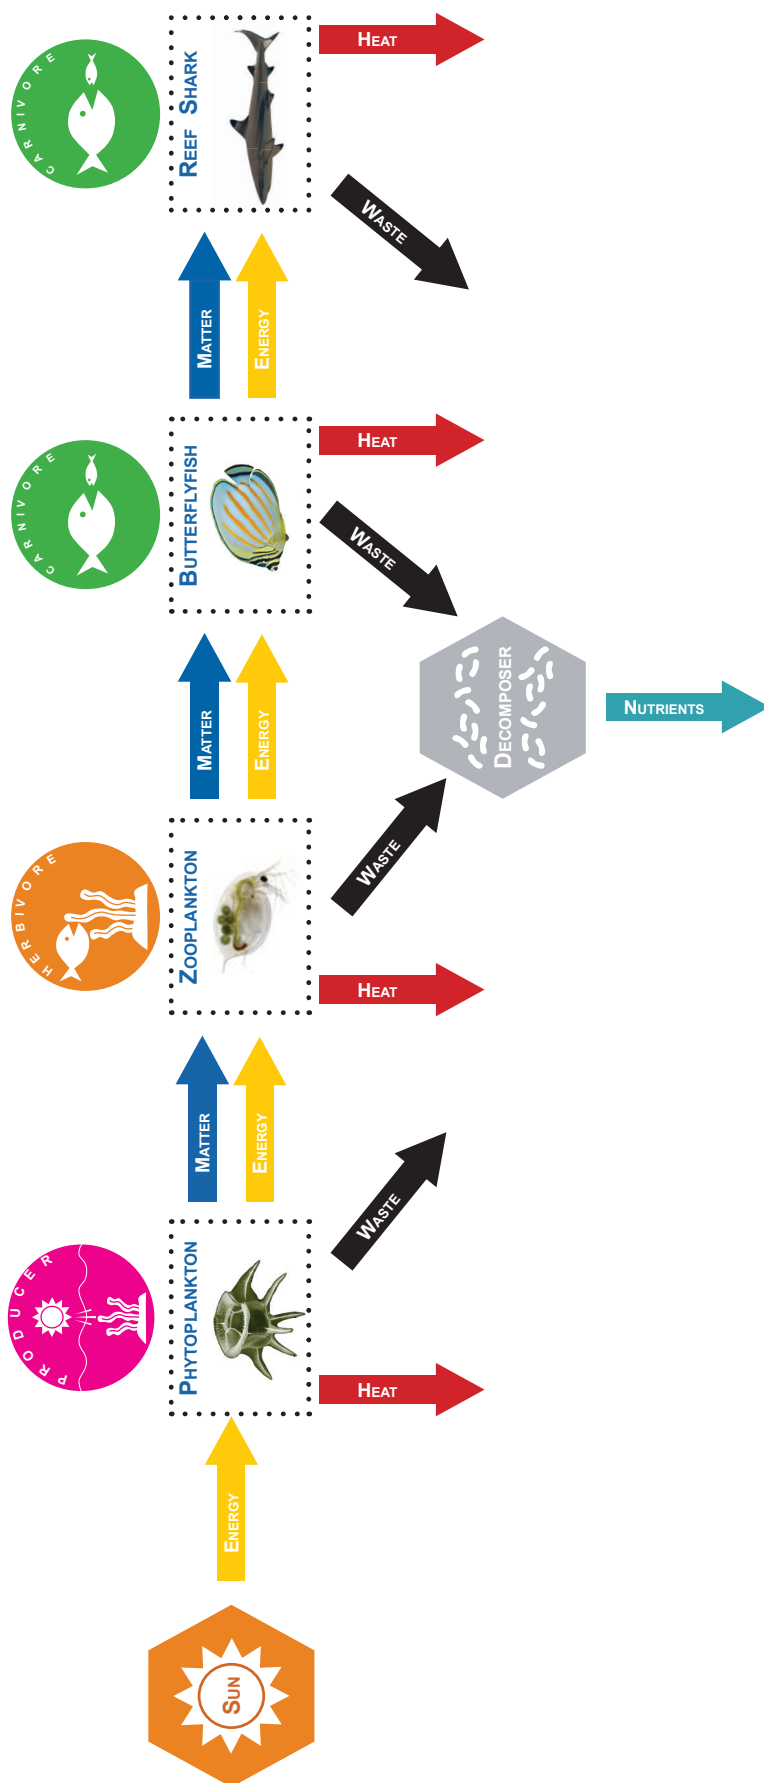 SUN
ENERGY
PRODUCER
PHYTOPLANKTON
HEAT
WASTE
MATTER
ENERGY
HERBIVORE
ZOOPLANKTON
HEAT
WASTE
MATTER
ENERGY
CARNIVORE
BUTTERFLYFISH
HEAT
WASTE
MATTER
ENERGY
CARNIVORE
REEF SHARK
HEAT
WASTE
DECOMPOSER
NUTRIENTS